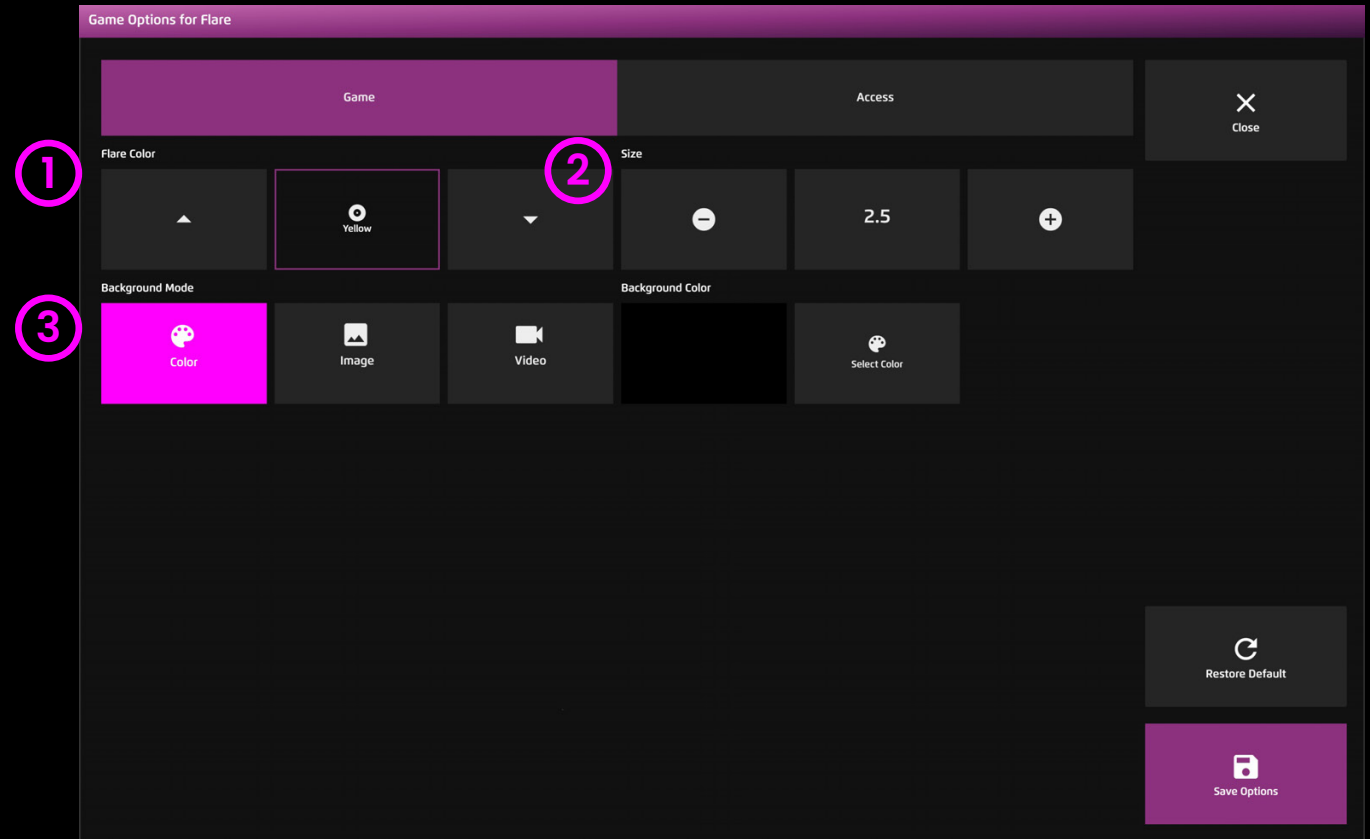 Game Options for Flare
Game
Access
Close
1
Flare Color
2
Size
Yellow
2.5
3
Background Mode
Background Color
Color
Image
Video
Select Color
Restore Default
Save Options